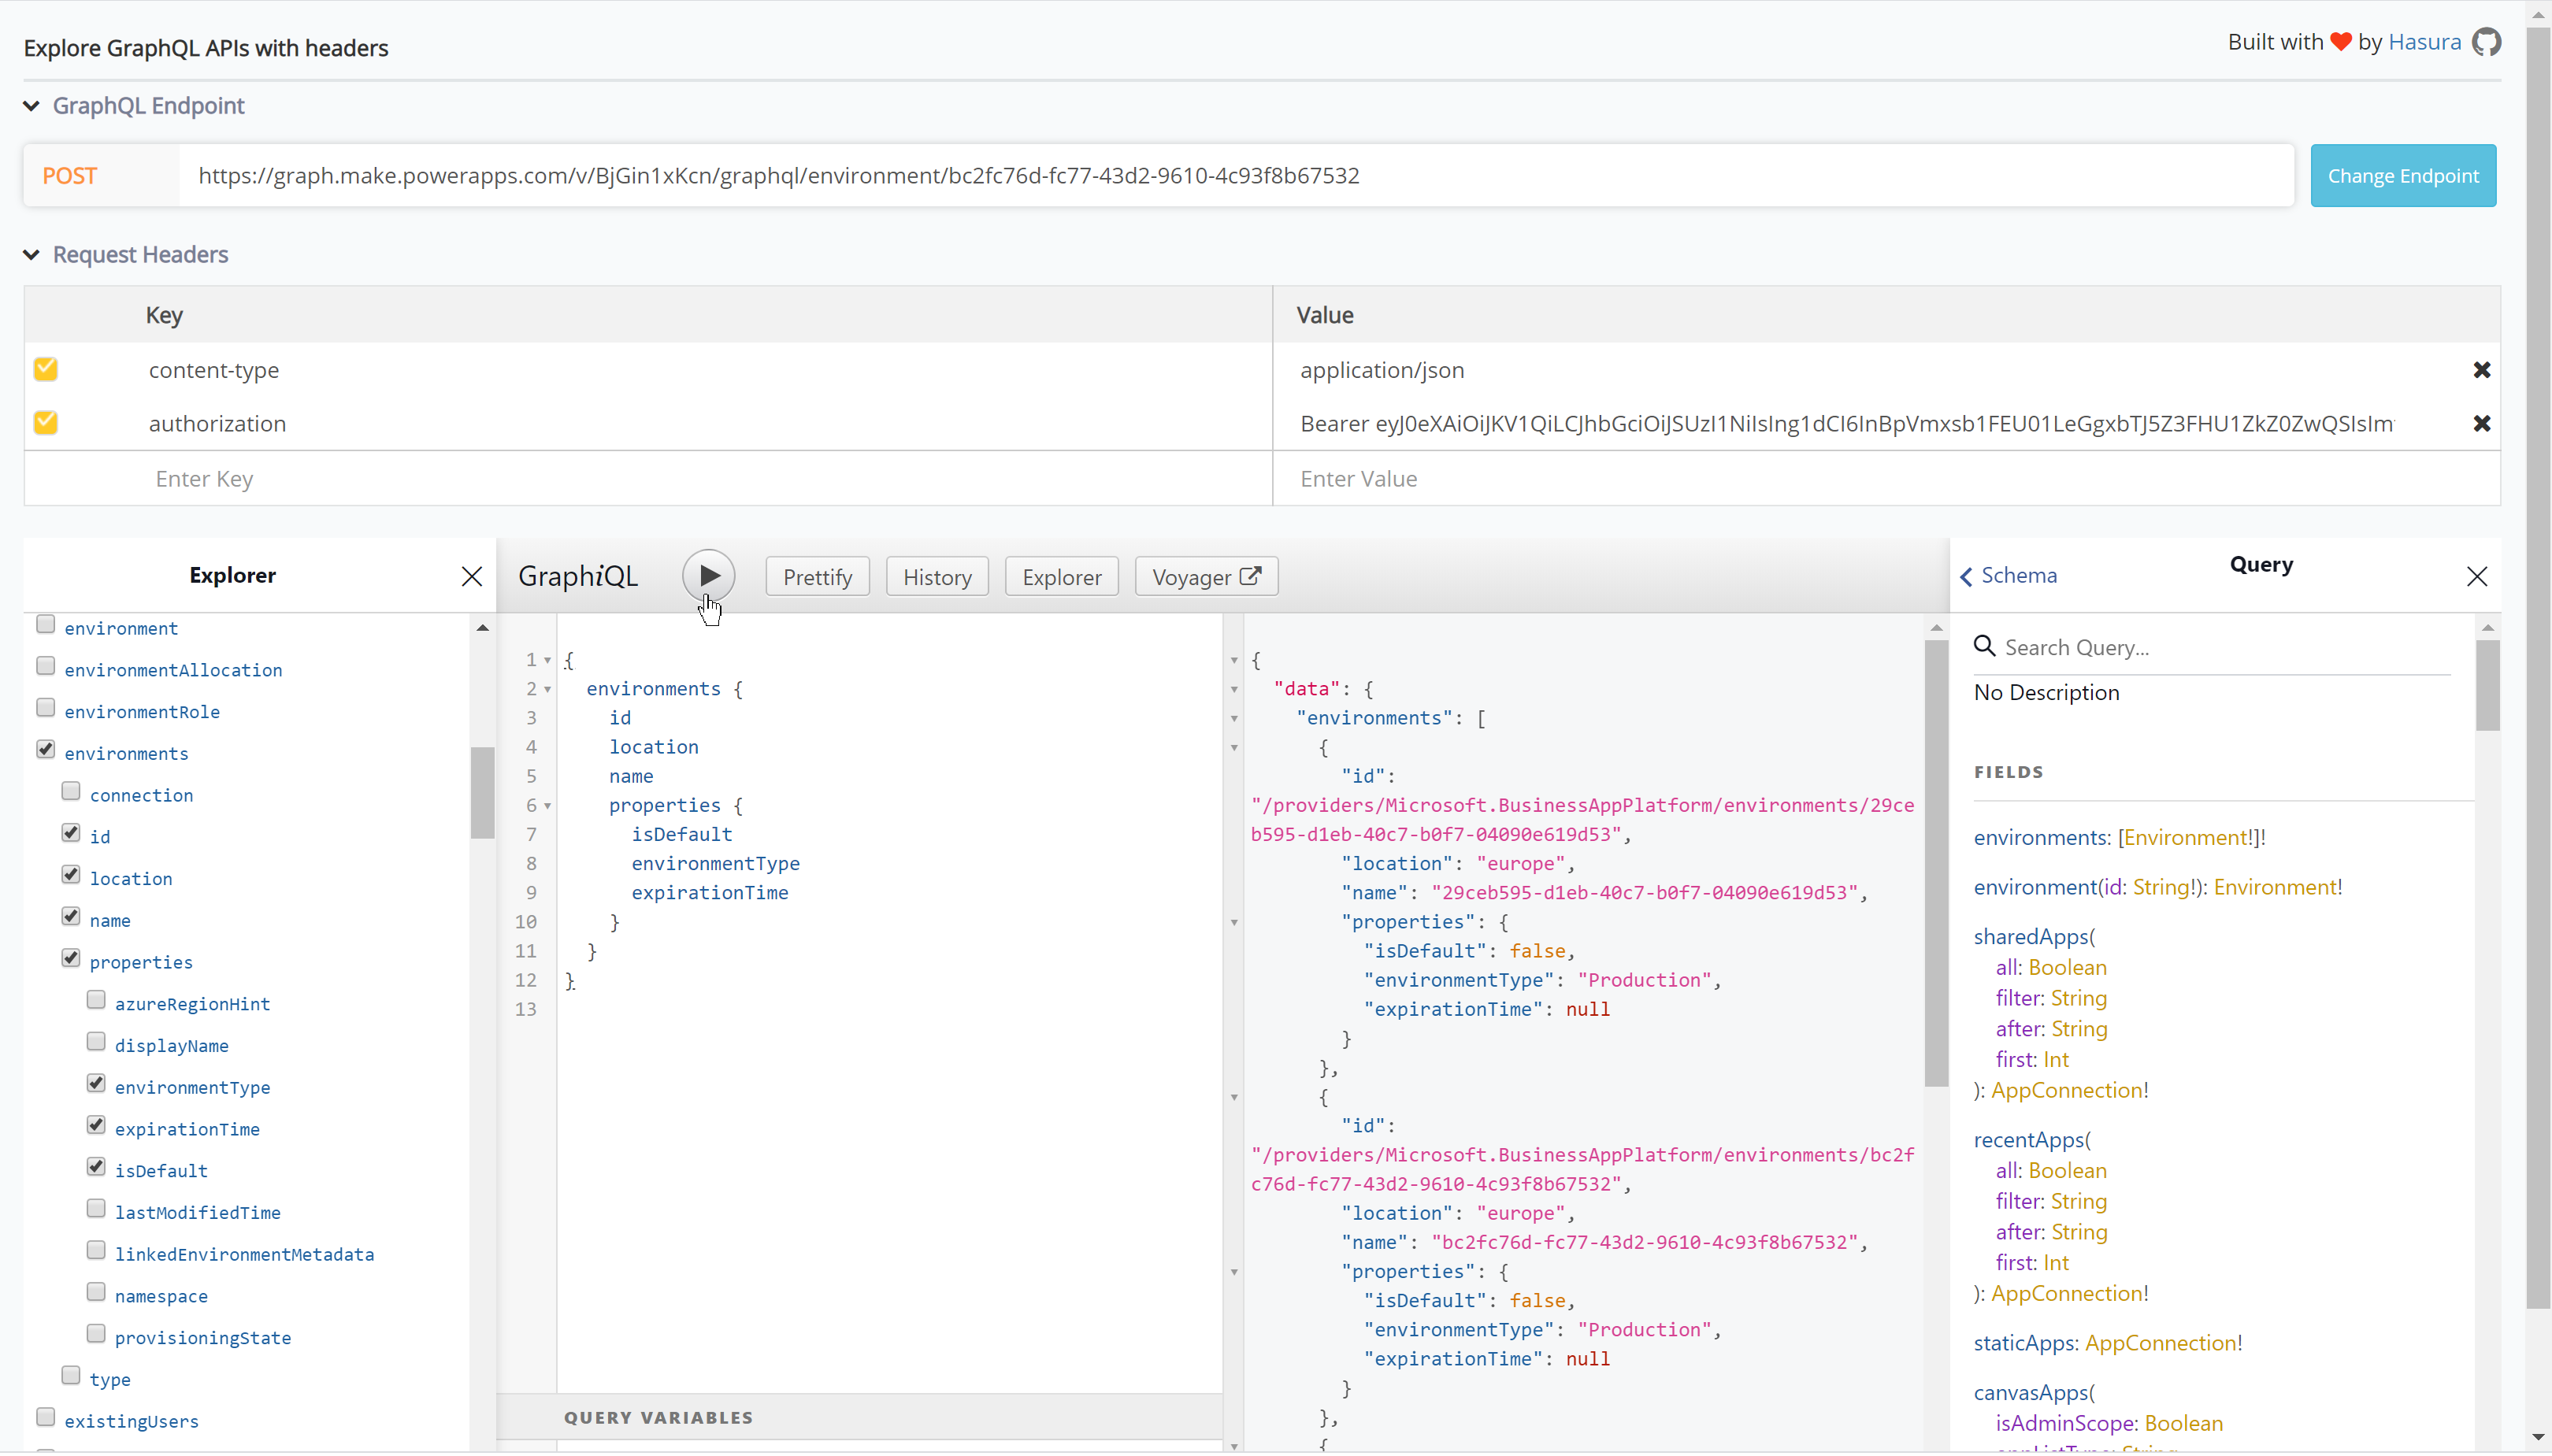 Explore GraphQL APIs with headers
Built with ❤ by Hasura
GraphQL Endpoint
POST
https://graph.make.powerapps.com/v/BjGin1xKcn/graphql/environment/bc2fc76d-fc77-43d2-9610-4c93f8b67532
Change Endpoint
Request Headers
Key
Value
content-type
application/json
authorization
Bearer eyJ0eXAiOiJKV1QiLCJhbGciOiJSUzI1NiIsIng1dCI6InBpVmxsb1FEU01LeGgxbTJ5Z3FHU1ZkZ0ZwQSIsIm
Enter Key
Enter Value
Explorer
environment
environmentAllocation
environmentRole
environments
connection
id
location
name
properties
azureRegionHint
displayName
environmentType
expirationTime
isDefault
lastModifiedTime
linkedEnvironmentMetadata
namespace
provisioningState
type
existingUsers
GraphiQL
Prettify
History
Explorer
Voyager
1 {
2 environments {
3 id
4 location
5 name
6 properties {
7 isDefault
8 environmentType
9 expirationTime
10 }
11 }
12 }
13
QUERY VARIABLES
{
"data": {
"environments": [
{
"id":
"/providers/Microsoft.BusinessAppPlatform/environments/29ce
b595-d1eb-40c7-b0f7-04090e619d53",
"location": "europe",
"name": "29ceb595-d1eb-40c7-b0f7-04090e619d53",
"properties": {
"isDefault": false,
"environmentType": "Production",
"expirationTime": null
}
},
{
"id":
"/providers/Microsoft.BusinessAppPlatform/environments/bc2f
c76d-fc77-43d2-9610-4c93f8b67532",
"location": "europe",
"name": "bc2fc76d-fc77-43d2-9610-4c93f8b67532",
"properties": {
"isDefault": false,
"environmentType": "Production",
"expirationTime": null
}
},
{
Schema
Query
Search Query...
No Description
FIELDS
environments: [Environment!]!
environment(id: String!): Environment!
sharedApps(
all: Boolean
filter: String
after: String
first: Int
): AppConnection!
recentApps(
all: Boolean
filter: String
after: String
first: Int
): AppConnection!
staticApps: AppConnection!
canvasApps(
isAdminScope: Boolean